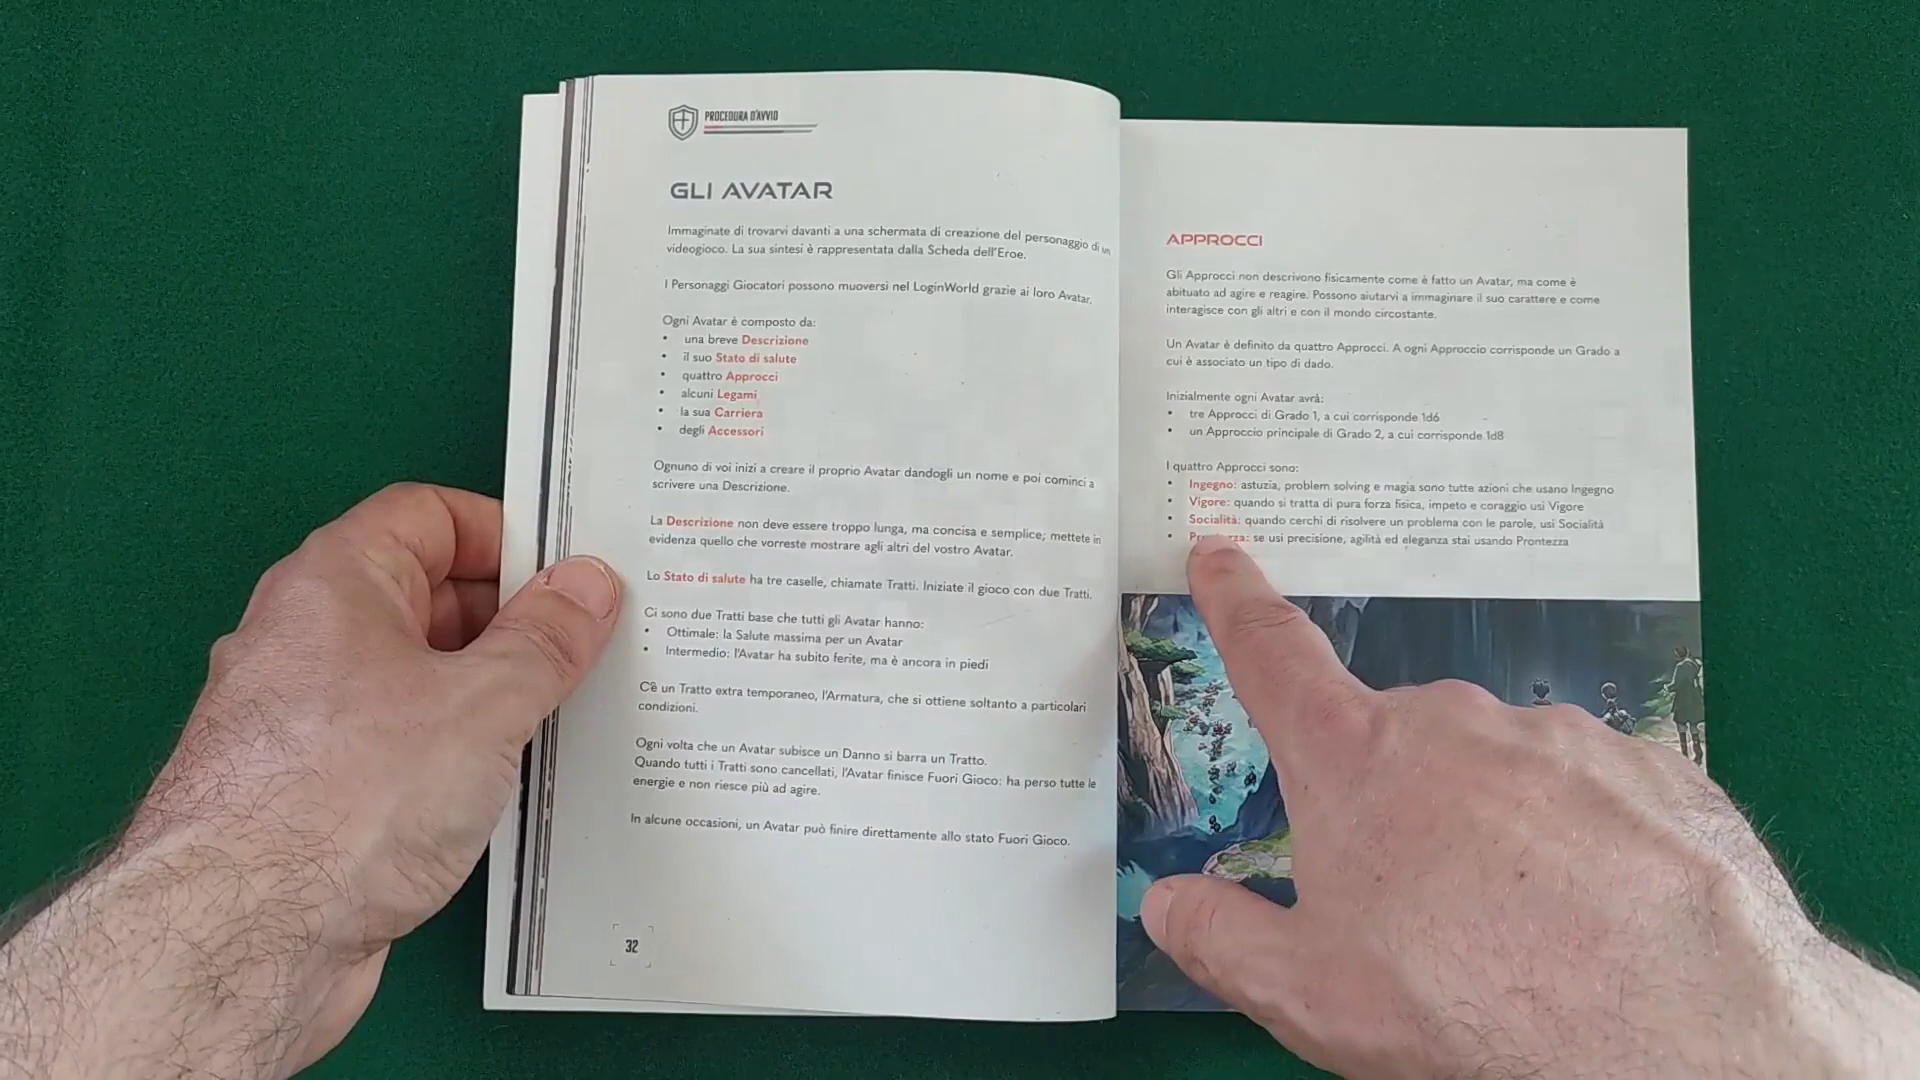 PROCEDURA D'AVVIO
GLI AVATAR
Immaginate di trovarvi davanti a una schermata di creazione del personaggio di un
videogioco. La sua sintesi è rappresentata dalla Scheda dell'Eroe.
I Personaggi Giocatori possono muoversi nel LoginWorld grazie ai loro Avatar.
Ogni Avatar è composto da:
• una breve Descrizione
• il suo Stato di salute
• quattro Approcci
• alcuni Legami
• la sua Carriera
• degli Accessori
Ognuno di voi inizi a creare il proprio Avatar dandogli un nome e poi cominci a
scrivere una Descrizione.
La Descrizione non deve essere troppo lunga, ma concisa e semplice; mettete in
evidenza quello che vorreste mostrare agli altri del vostro Avatar.
Lo Stato di salute ha tre caselle, chiamate Tratti. Iniziate il gioco con due Tratti.
Ci sono due Tratti base che tutti gli Avatar hanno:
• Ottimale: la Salute massima per un Avatar
• Intermedio: l'Avatar ha subito ferite, ma è ancora in piedi
C'è un Tratto extra temporaneo, l'Armatura, che si ottiene soltanto a particolari
condizioni.
Ogni volta che un Avatar subisce un Danno si barra un Tratto.
Quando tutti i Tratti sono cancellati, l'Avatar finisce Fuori Gioco: ha perso tutte le
energie e non riesce più ad agire.
In alcune occasioni, un Avatar può finire direttamente allo stato Fuori Gioco.
32
APPROCCI
Gli Approcci non descrivono fisicamente come è fatto un Avatar, ma come è
abituato ad agire e reagire. Possono aiutarvi a immaginare il suo carattere e come
interagisce con gli altri e con il mondo circostante.
Un Avatar è definito da quattro Approcci. A ogni Approccio corrisponde un Grado a
cui è associato un tipo di dado.
Inizialmente ogni Avatar avrà:
• tre Approcci di Grado 1, a cui corrisponde 1d6
• un Approccio principale di Grado 2, a cui corrisponde 1d8
I quattro Approcci sono:
• Ingegno: astuzia, problem solving e magia sono tutte azioni che usano Ingegno
• Vigore: quando si tratta di pura forza fisica, impeto e coraggio usi Vigore
• Socialità: quando cerchi di risolvere un problema con le parole, usi Socialità
• Prontezza: se usi precisione, agilità ed eleganza stai usando Prontezza